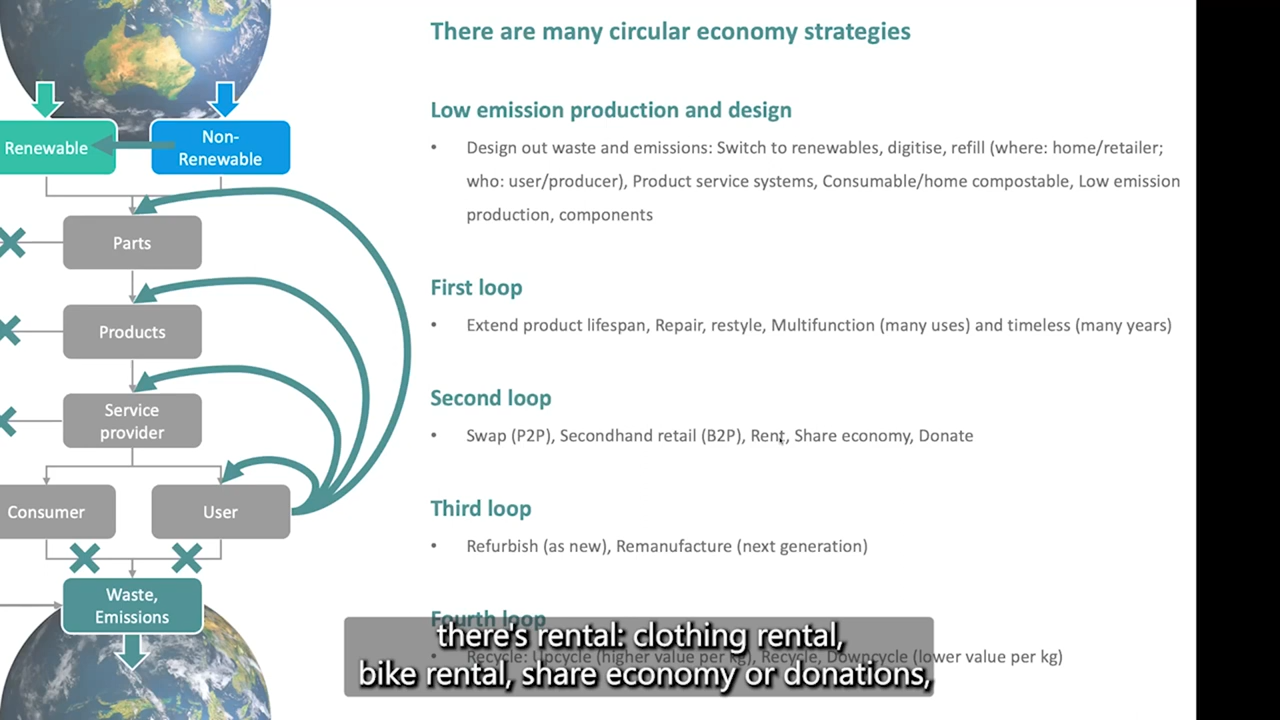 There are many circular economy strategies
Low emission production and design
• Design out waste and emissions: Switch to renewables, digitise, refill (where: home/retailer;
who: user/producer), Product service systems, Consumable/home compostable, Low emission
production, components
First loop
• Extend product lifespan, Repair, restyle, Multifunction (many uses) and timeless (many years)
Second loop
• Swap (P2P), Secondhand retail (B2P), Rent, Share economy, Donate
Third loop
• Refurbish (as new), Remanufacture (next generation)
Fourth loop
• Recycle: Upcycle (higher value per kg), Recycle, Downcycle (lower value per kg)
Renewable
Non-
Renewable
Parts
Products
Service
provider
Consumer
User
Waste,
Emissions
there's rental: clothing rental,
bike rental, share economy or donations,